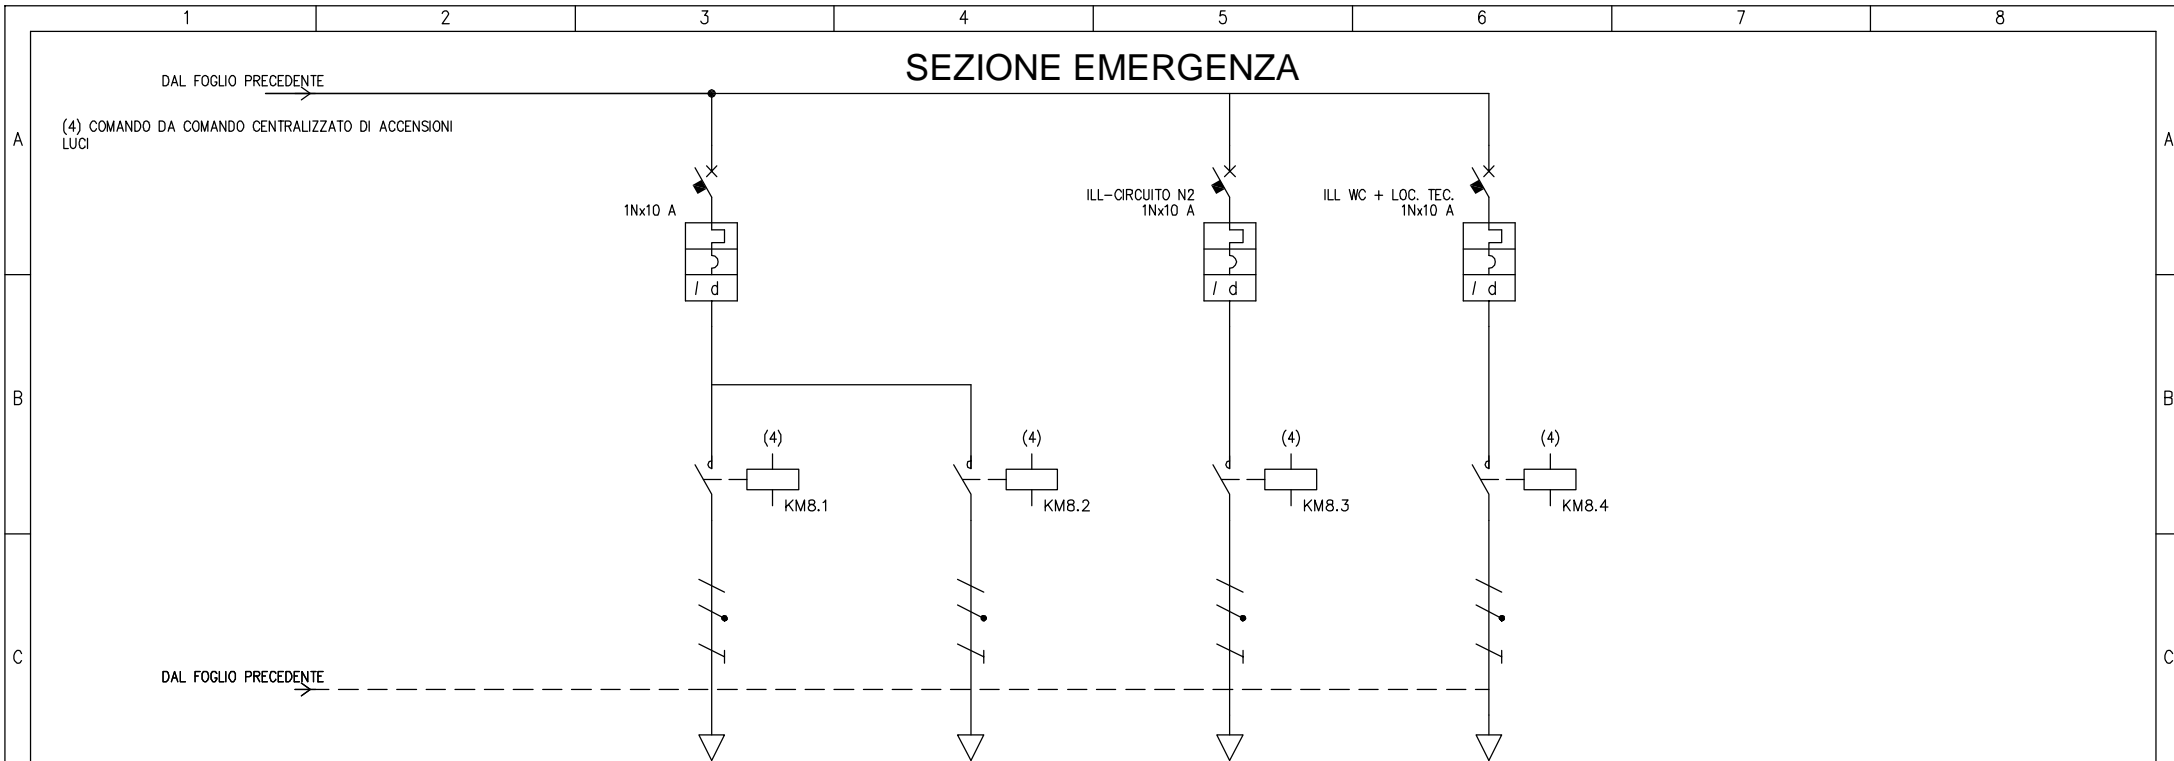 1 2 3 4 5 6 7 8
SEZIONE EMERGENZA
DAL FOGLIO PRECEDENTE
(4) COMANDO DA COMANDO CENTRALIZZATO DI ACCENSIONI
LUCI
A A
ILL-CIRCUITO N2
1Nx10 A
ILL WC + LOC. TEC.
1Nx10 A
1Nx10 A
I d I d I d
B B
(4) (4) (4) (4)
KM8.1 KM8.2 KM8.3 KM8.4
C C
DAL FOGLIO PRECEDENTE